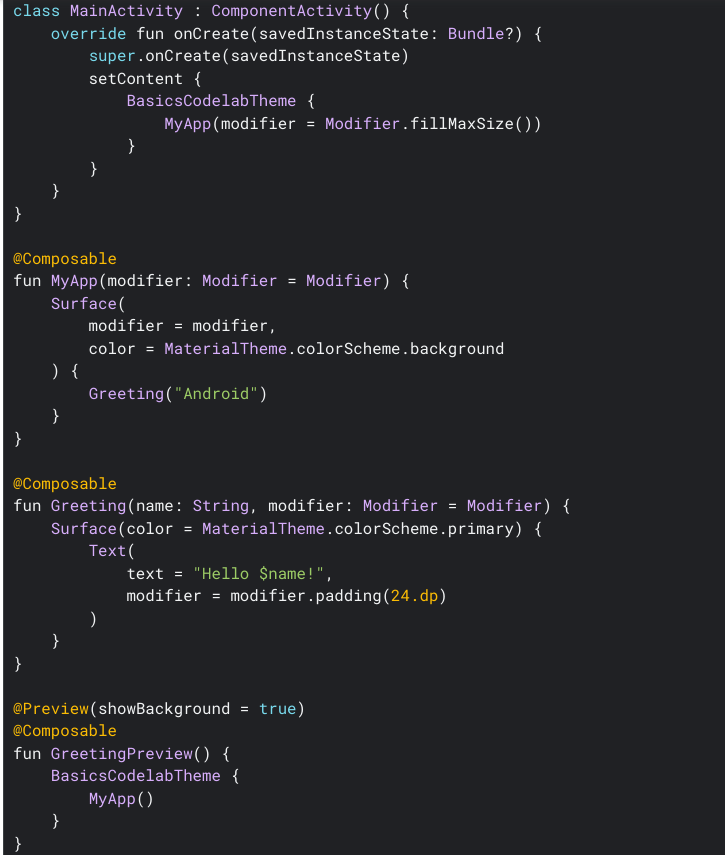 class MainActivity : ComponentActivity() {
    override fun onCreate(savedInstanceState: Bundle?) {
        super.onCreate(savedInstanceState)
        setContent {
            BasicsCodelabTheme {
                MyApp(modifier = Modifier.fillMaxSize())
            }
        }
    }
}

@Composable
fun MyApp(modifier: Modifier = Modifier) {
    Surface(
        modifier = modifier,
        color = MaterialTheme.colorScheme.background
    ) {
        Greeting("Android")
    }
}

@Composable
fun Greeting(name: String, modifier: Modifier = Modifier) {
    Surface(color = MaterialTheme.colorScheme.primary) {
        Text(
            text = "Hello $name!",
            modifier = modifier.padding(24.dp)
        )
    }
}

@Preview(showBackground = true)
@Composable
fun GreetingPreview() {
    BasicsCodelabTheme {
        MyApp()
    }
}